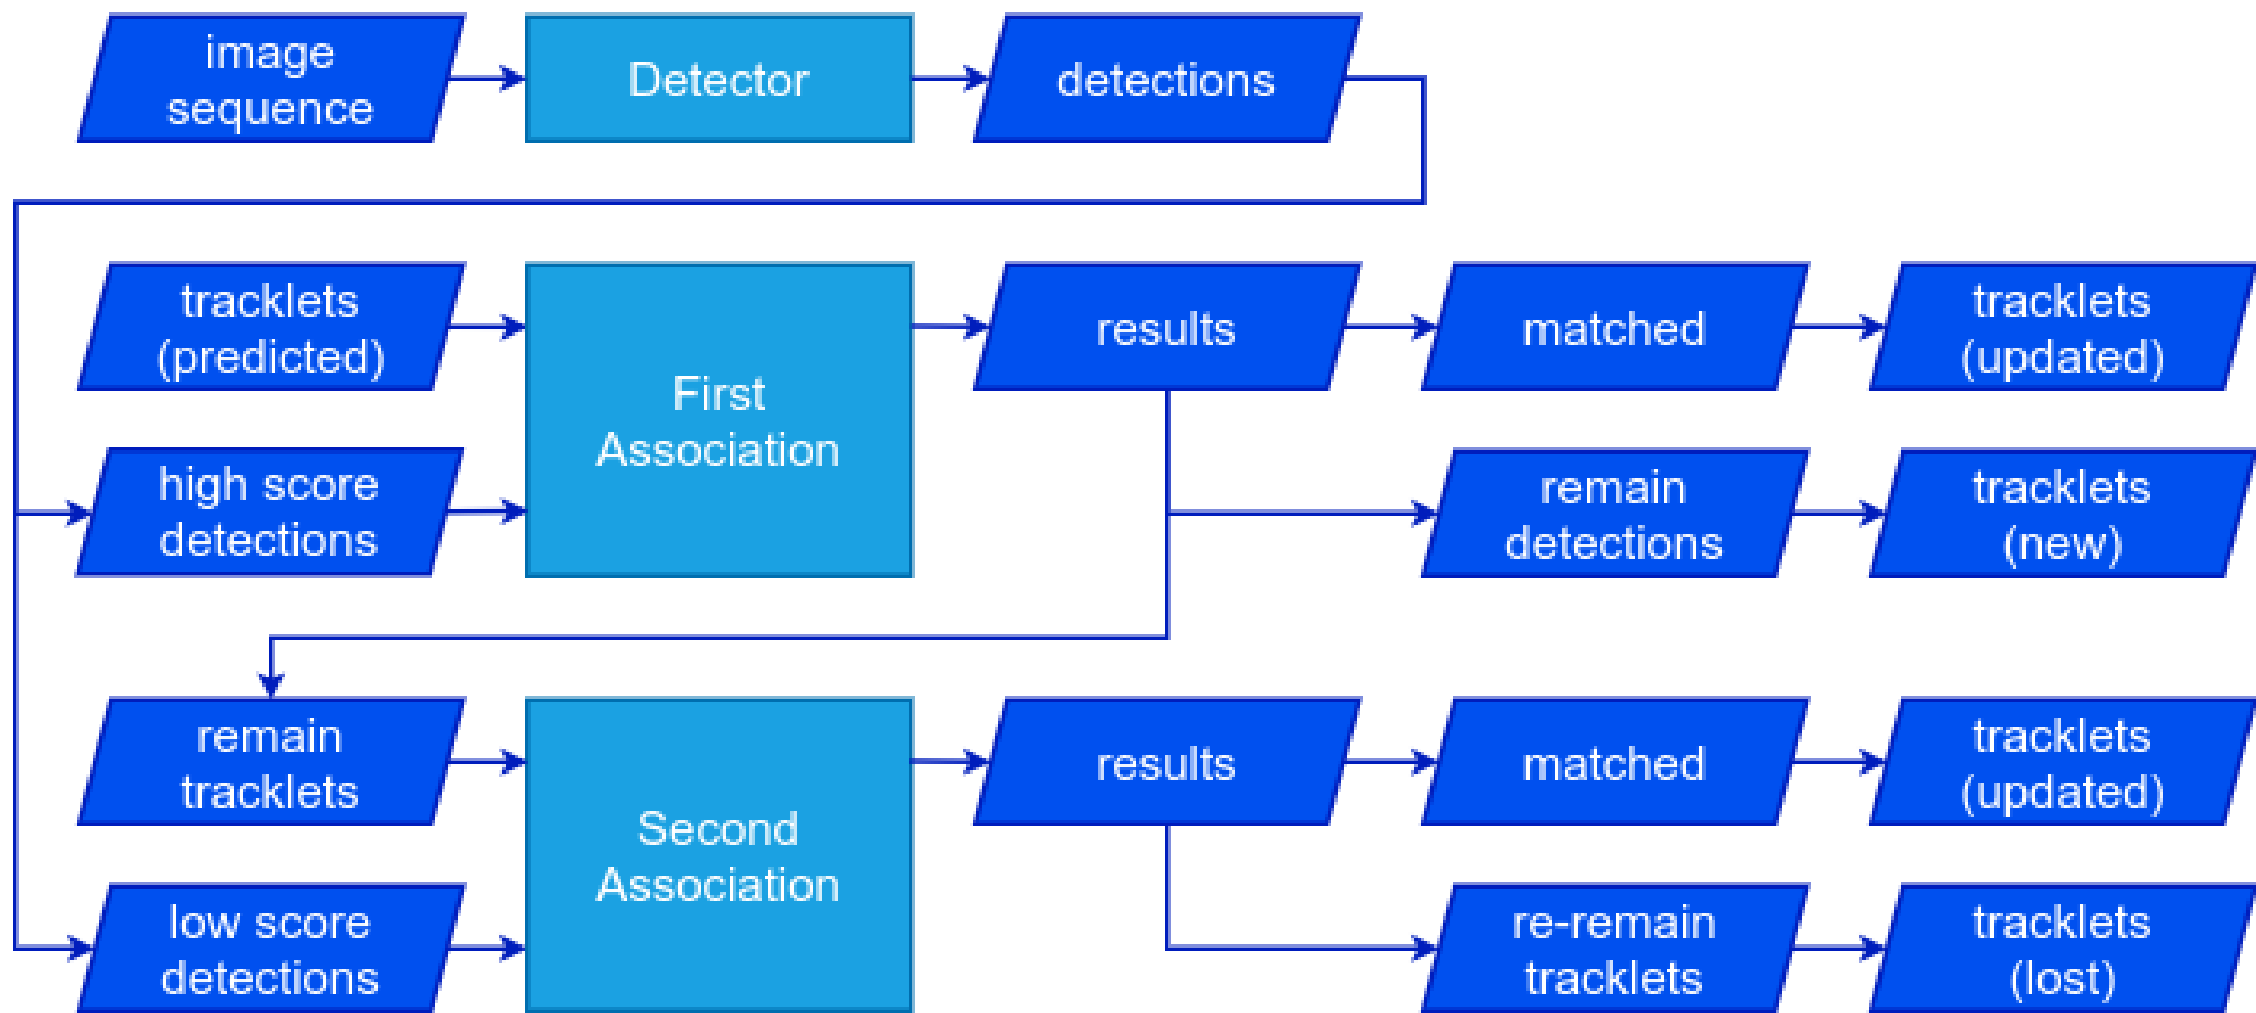 image
sequence
Detector
detections
tracklets
(predicted)
high score
detections
First
Association
results
matched
tracklets
(updated)
remain
detections
tracklets
(new)
remain
tracklets
low score
detections
Second
Association
results
matched
tracklets
(updated)
re-remain
tracklets
tracklets
(lost)